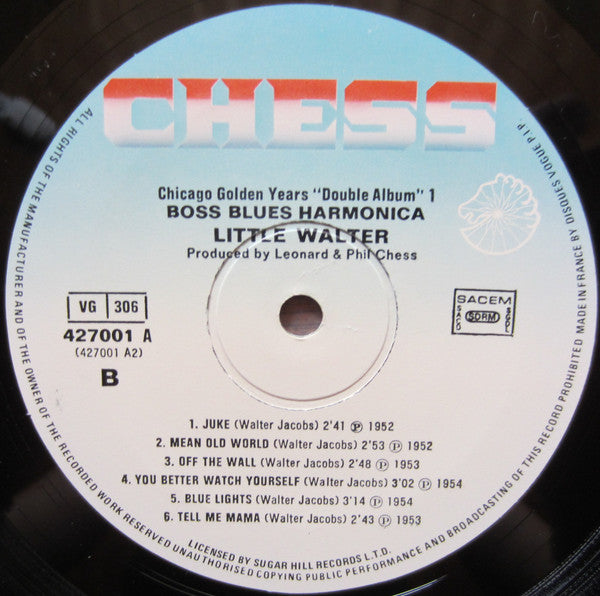 CHESS
Chicago Golden Years "Double Album" 1
BOSS BLUES HARMONICA
LITTLE WALTER
Produced by Leonard & Phil Chess
VG 306
427001 A
(427001 A2)
B
SACEM
SACD SDRM SGDL
1. JUKE (Walter Jacobs) 2'41 Ⓟ 1952
2. MEAN OLD WORLD (Walter Jacobs) 2'53 Ⓟ 1952
3. OFF THE WALL (Walter Jacobs) 2'48 Ⓟ 1953
4. YOU BETTER WATCH YOURSELF (Walter Jacobs) 3'02 Ⓟ 1954
5. BLUE LIGHTS (Walter Jacobs) 3'14 Ⓟ 1954
6. TELL ME MAMA (Walter Jacobs) 2'43 Ⓟ 1953
LICENSED BY SUGAR HILL RECORDS L.T.D.
ALL RIGHTS OF THE MANUFACTURER AND OF THE OWNER OF THE RECORDED WORK RESERVED UNAUTHORISED COPYING PUBLIC PERFORMANCE AND BROADCASTING OF THIS RECORD PROHIBITED MADE IN FRANCE BY DISQUES VOGUE P.I.P.